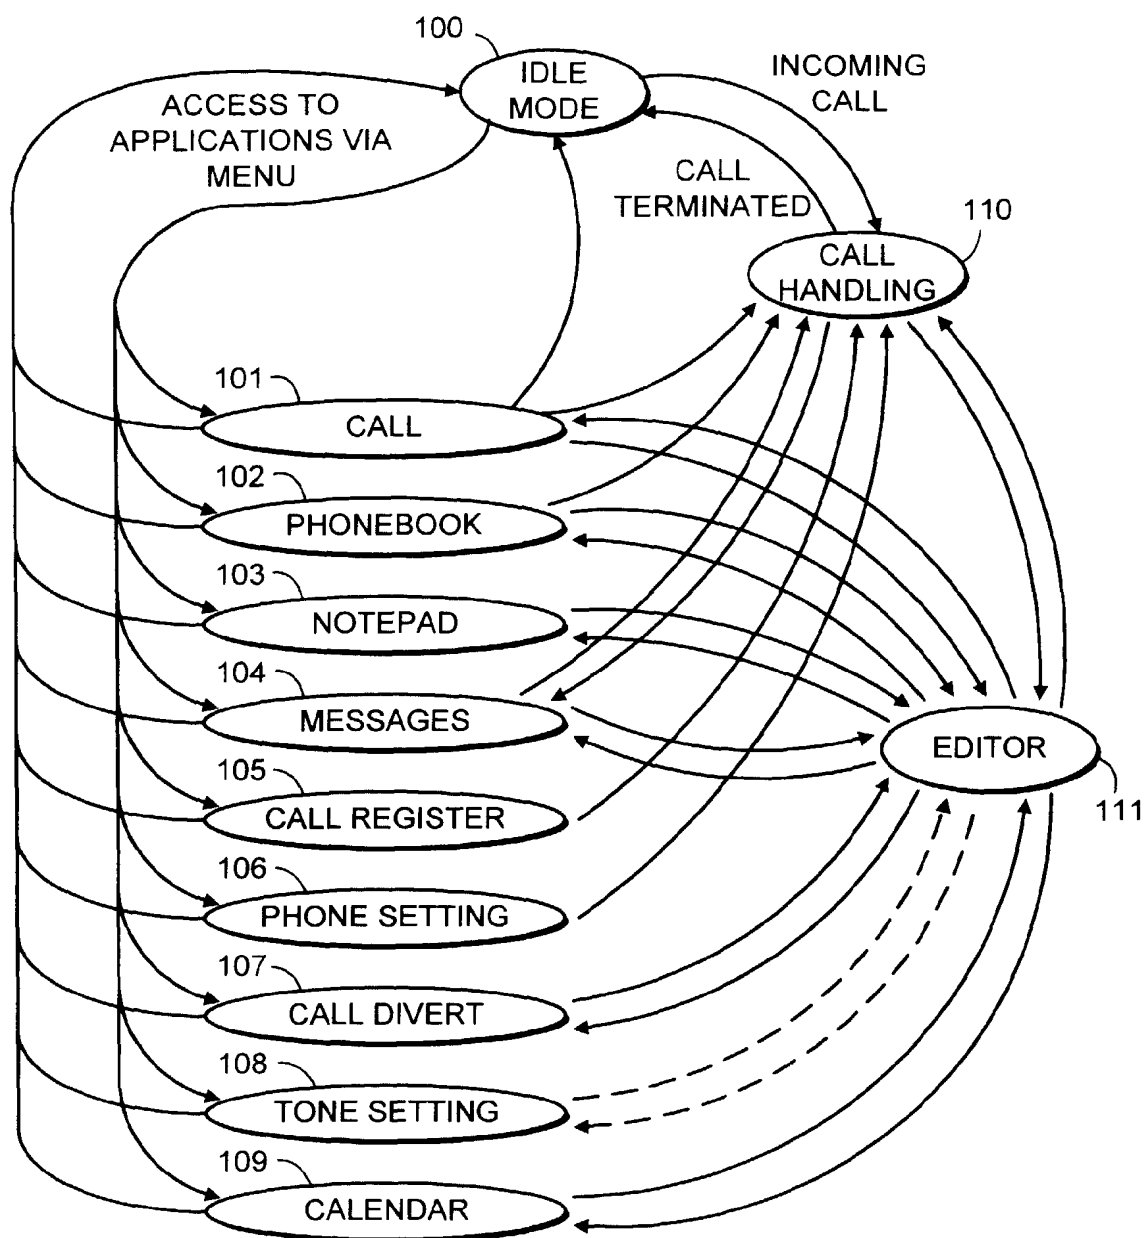 100
IDLE
MODE
INCOMING
CALL
ACCESS TO
APPLICATIONS VIA
MENU
CALL
TERMINATED
110
CALL
HANDLING
101
CALL
102
PHONEBOOK
103
NOTEPAD
104
MESSAGES
EDITOR
111
105
CALL REGISTER
106
PHONE SETTING
107
CALL DIVERT
108
TONE SETTING
109
CALENDAR